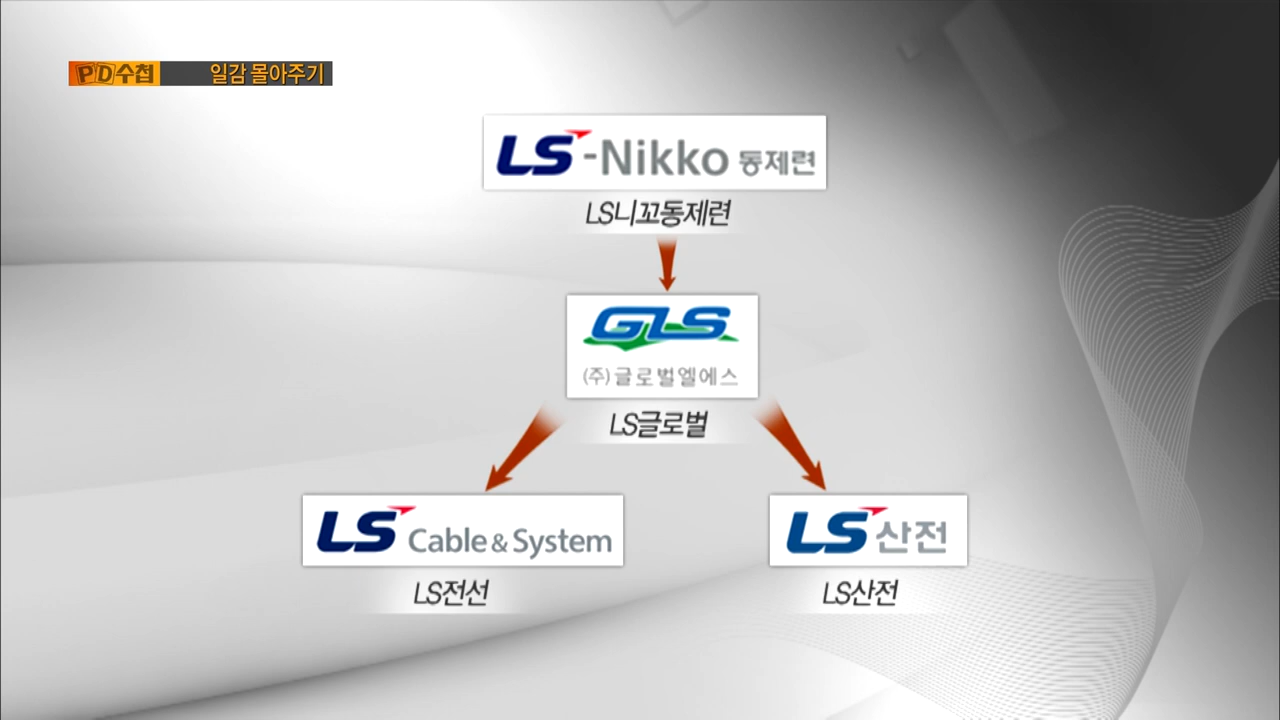 PD수첩 일감 몰아주기
LS-Nikko 동제련
LS니꼬동제련
GLS
(주)글로벌엘에스
LS글로벌
LS Cable & System
LS산전
LS전선
LS산전